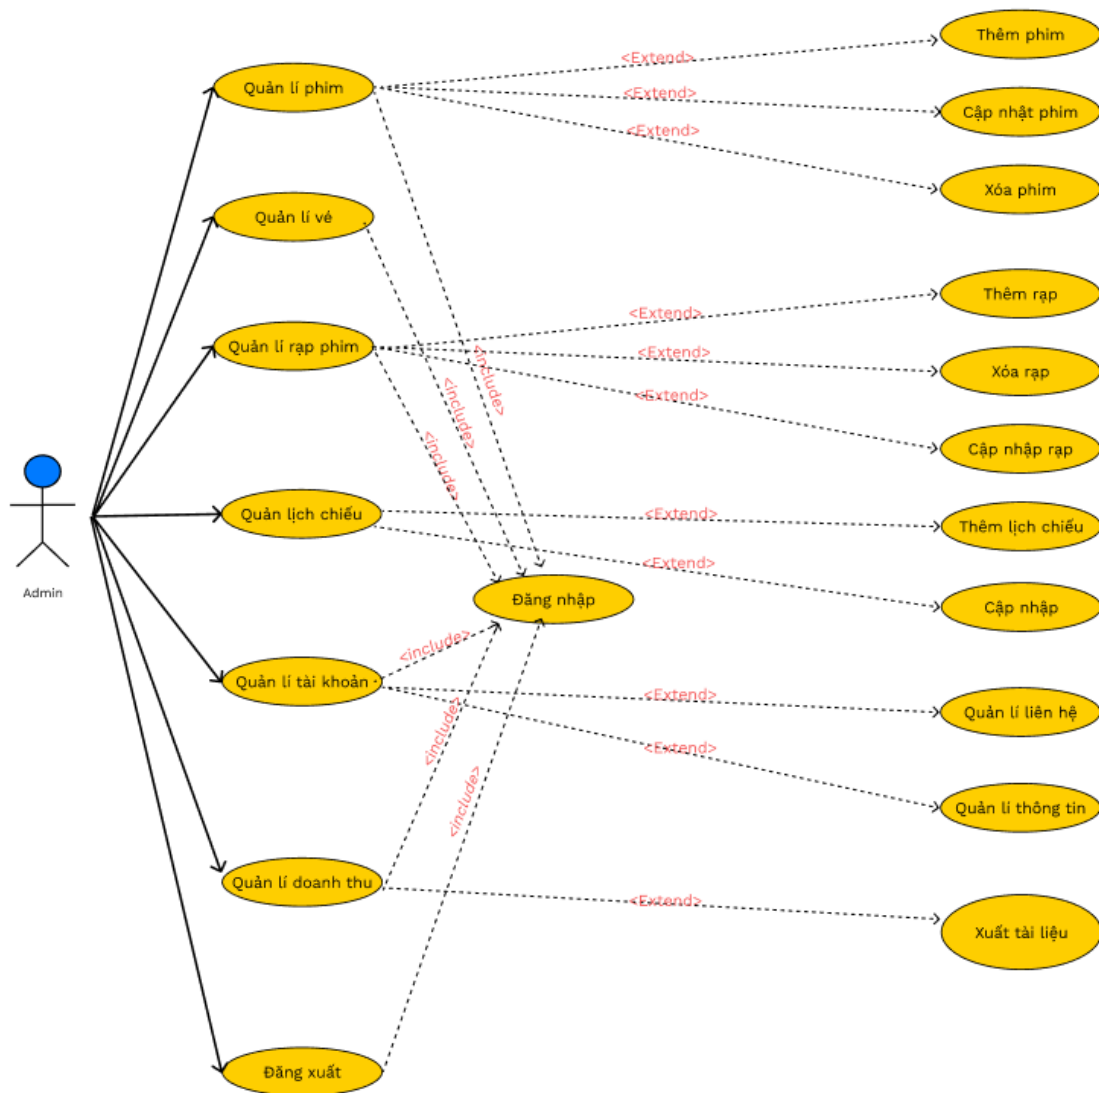 Thêm phim
<Extend>
Quản lí phim
<Extend>
Cập nhật phim
<Extend>
Xóa phim
Quản lí vé
Thêm rạp
<Extend>
Quản lí rạp phim
<Extend>
Xóa rạp
<include>
<include>
<Extend>
<include>
Cập nhập rạp
Quản lịch chiếu
<Extend>
Thêm lịch chiếu
<Extend>
Admin
Đăng nhập
Cập nhập
<include>
Quản lí tài khoản
<Extend>
Quản lí liên hệ
<include>
<Extend>
<include>
Quản lí thông tin
Quản lí doanh thu
<Extend>
Xuất tài liệu
Đăng xuất